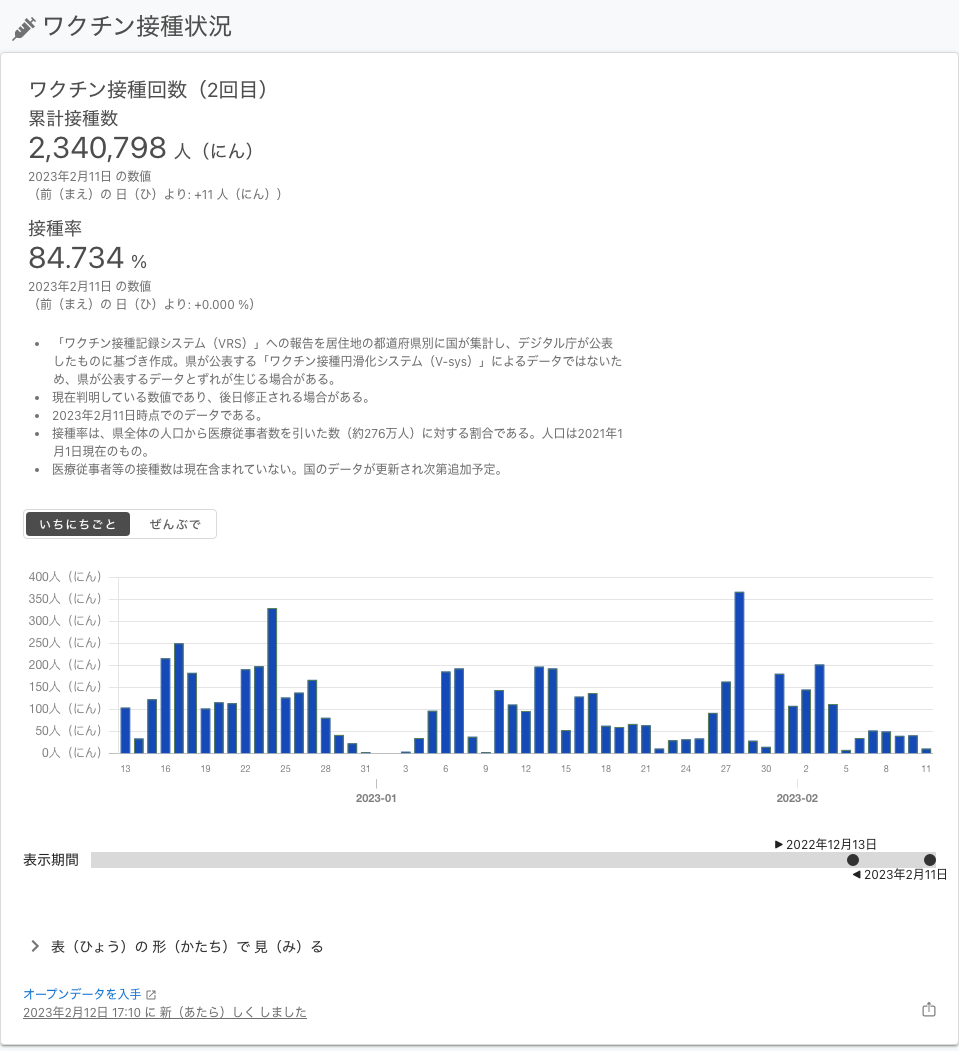 ワクチン接種状況
ワクチン接種回数（2回目）
累計接種数
2,340,798 人（にん）
2023年2月11日 の数値
（前（まえ）の 日（ひ）より: +11 人（にん））
接種率
84.734 %
2023年2月11日 の数値
（前（まえ）の 日（ひ）より: +0.000 %）
• 「ワクチン接種記録システム（VRS）」への報告を居住地の都道府県別に国が集計し、デジタル庁が公表
したものに基づき作成。県が公表する「ワクチン接種円滑化システム（V-sys）」によるデータではないた
め、県が公表するデータとずれが生じる場合がある。
• 現在判明している数値であり、後日修正される場合がある。
• 2023年2月11日時点でのデータである。
• 接種率は、県全体の人口から医療従事者数を引いた数（約276万人）に対する割合である。人口は2021年1
月1日現在のもの。
• 医療従事者等の接種数は現在含まれていない。国のデータが更新され次第追加予定。
いちにちごと ぜんぶで
400人（にん）
350人（にん）
300人（にん）
250人（にん）
200人（にん）
150人（にん）
100人（にん）
50人（にん）
0人（にん）
13 16 19 22 25 28 31 3 6 9 12 15 18 21 24 27 30 2 5 8 11
2023-01 2023-02
▶ 2022年12月13日
表示期間
◀ 2023年2月11日
表（ひょう）の 形（かたち）で 見（み）る
オープンデータを入手
2023年2月12日 17:10 に 新（あたら）しく しました